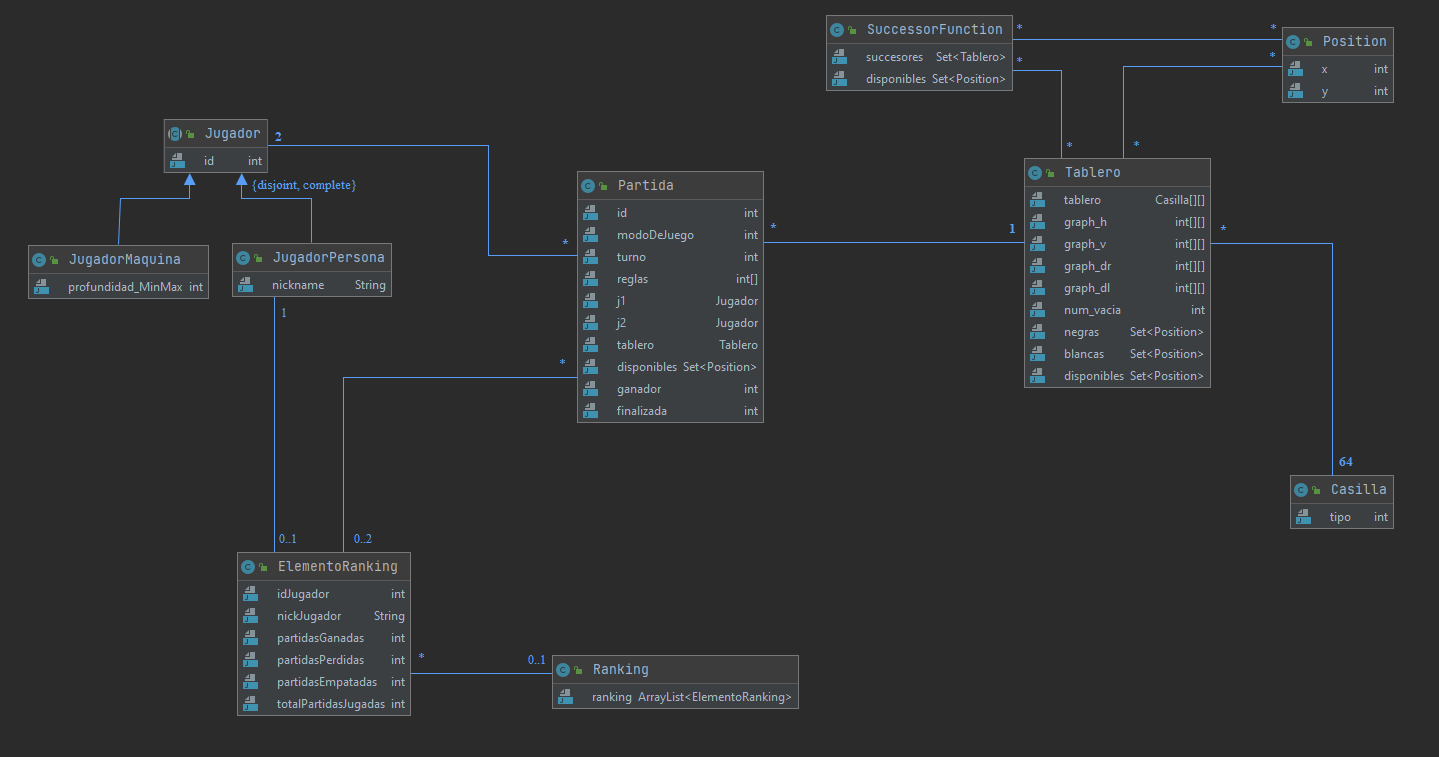 SuccessorFunction
succesores Set<Tablero>
disponibles Set<Position>
*
*
*
*
*
*
Position
x int
y int
Jugador
id int
2
{disjoint, complete}
JugadorMaquina
profundidad_MinMax int
JugadorPersona
nickname String
1
*
Partida
id int
modoDeJuego int
turno int
reglas int[]
j1 Jugador
j2 Jugador
tablero Tablero
disponibles Set<Position>
ganador int
finalizada int
*
*
1
Tablero
tablero Casilla[][]
graph_h int[][]
graph_v int[][]
graph_dr int[][]
graph_dl int[][]
num_vacia int
negras Set<Position>
blancas Set<Position>
disponibles Set<Position>
*
64
Casilla
tipo int
0..1
0..2
ElementoRanking
idJugador int
nickJugador String
partidasGanadas int
partidasPerdidas int
partidasEmpatadas int
totalPartidasJugadas int
*
0..1
Ranking
ranking ArrayList<ElementoRanking>